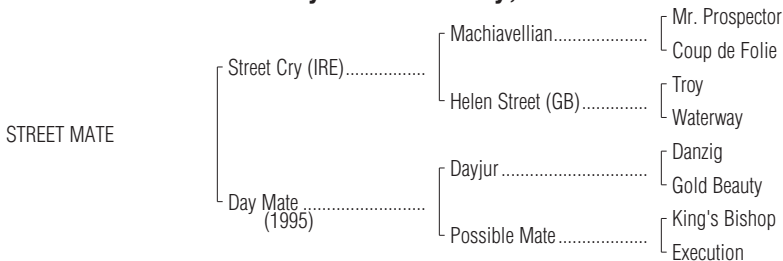 Mr. Prospector
Machiavellian....................
Coup de Folie
Street Cry (IRE).................
Troy
Helen Street (GB)..............
Waterway
STREET MATE
Danzig
Dayjur................................
Gold Beauty
Day Mate ..........................
(1995)
King's Bishop
Possible Mate...................
Execution